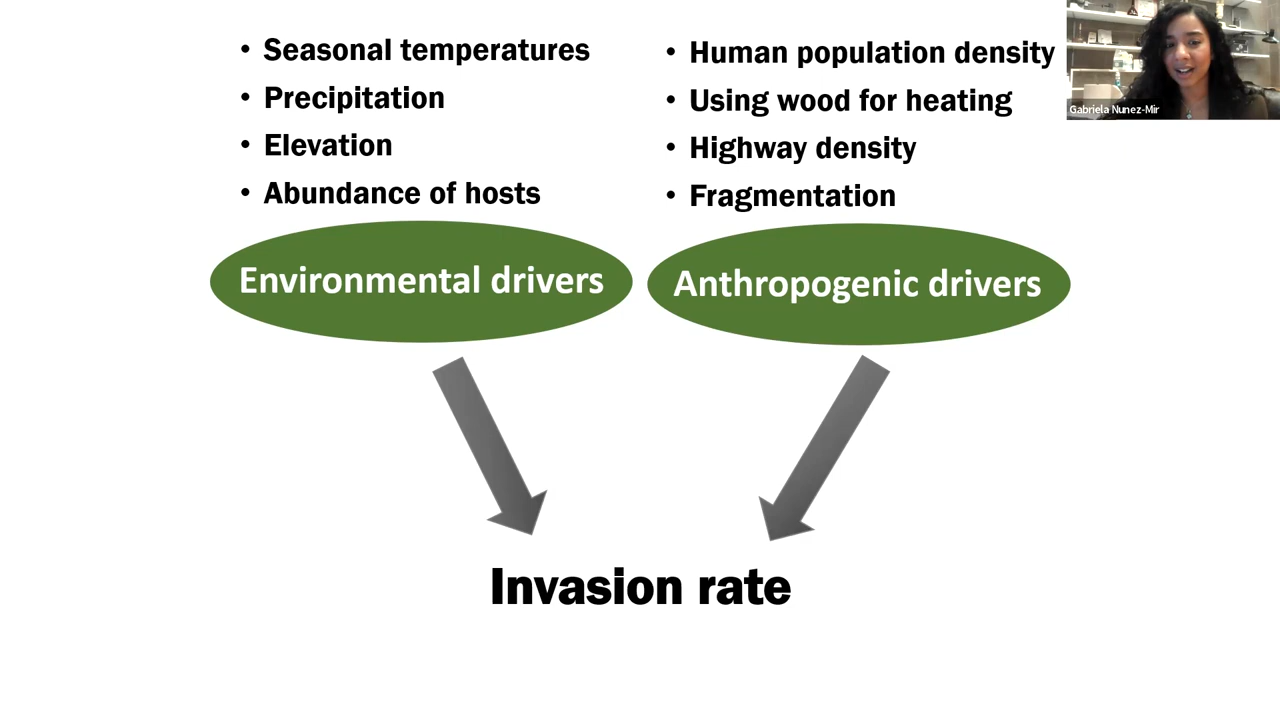 • Seasonal temperatures
• Precipitation
• Elevation
• Abundance of hosts
• Human population density
• Using wood for heating
• Highway density
• Fragmentation
Gabriela Nunez-Mir
Environmental drivers
Anthropogenic drivers
Invasion rate